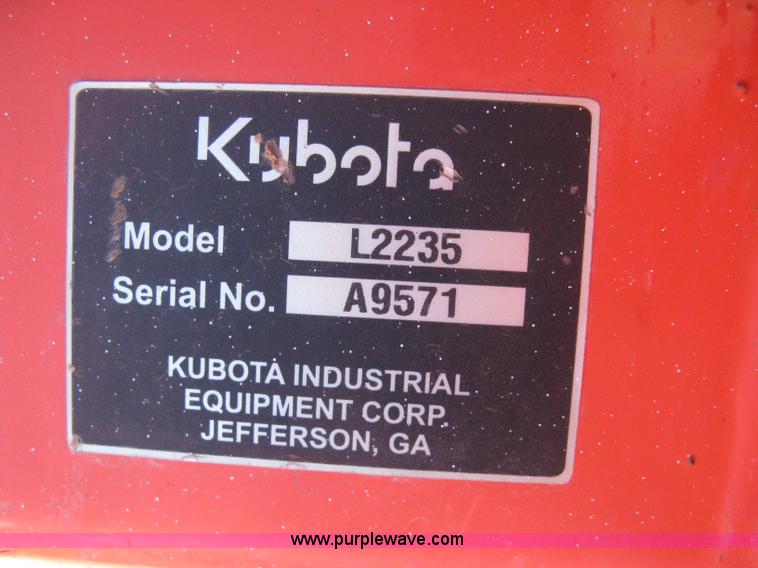 Kubota
Model L2235
Serial No. A9571
KUBOTA INDUSTRIAL
EQUIPMENT CORP.
JEFFERSON, GA
www.purplewave.com